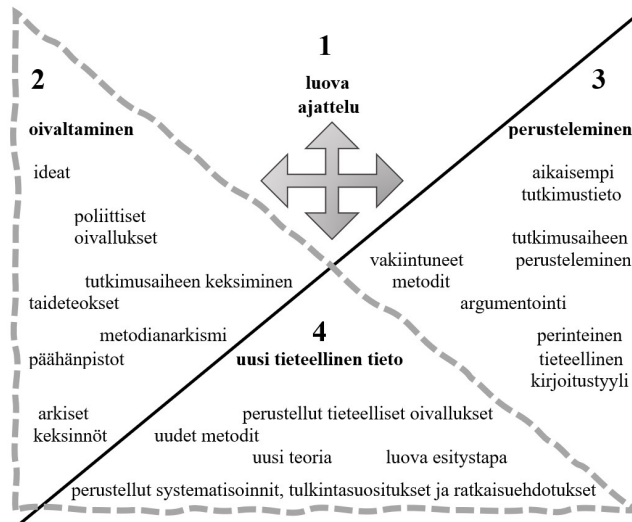 1
luova
ajattelu
2
oivaltaminen
ideat
poliittiset
oivallukset
tutkimusaiheen keksiminen
taideteokset
metodianarkismi
päähänpistot
arkiset
keksinnöt
3
perusteleminen
aikaisempi
tutkimustieto
tutkimusaiheen
perusteleminen
vakiintuneet
metodit
argumentointi
perinteinen
tieteellinen
kirjoitustyyli
4
uusi tieteellinen tieto
perustellut tieteelliset oivallukset
uudet metodit
uusi teoria
luova esitystapa
perustellut systematisoinnit, tulkintasuositukset ja ratkaisuehdotukset